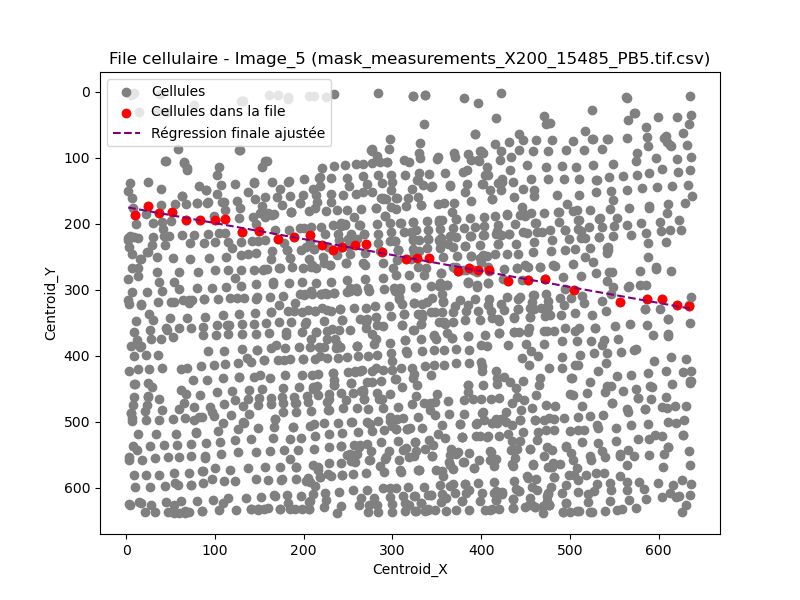 File cellulaire - Image_5 (mask_measurements_X200_15485_PB5.tif.csv)
Cellules
Cellules dans la file
Régression finale ajustée
0
100
200
300
400
500
600
Centroid_Y
0 100 200 300 400 500 600
Centroid_X